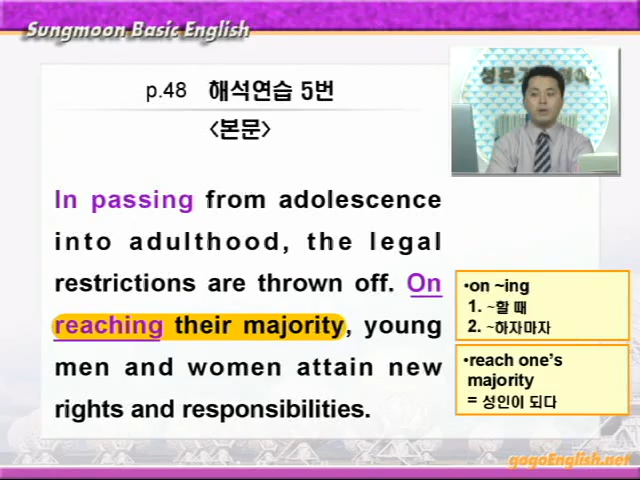 Sungmoon Basic English
p.48 해석연습 5번
<본문>
In passing from adolescence
into adulthood, the legal
restrictions are thrown off. On
reaching their majority, young
men and women attain new
rights and responsibilities.
•on ~ing
1. ~할 때
2. ~하자마자
•reach one's
majority
= 성인이 되다
gogoEnglish.net